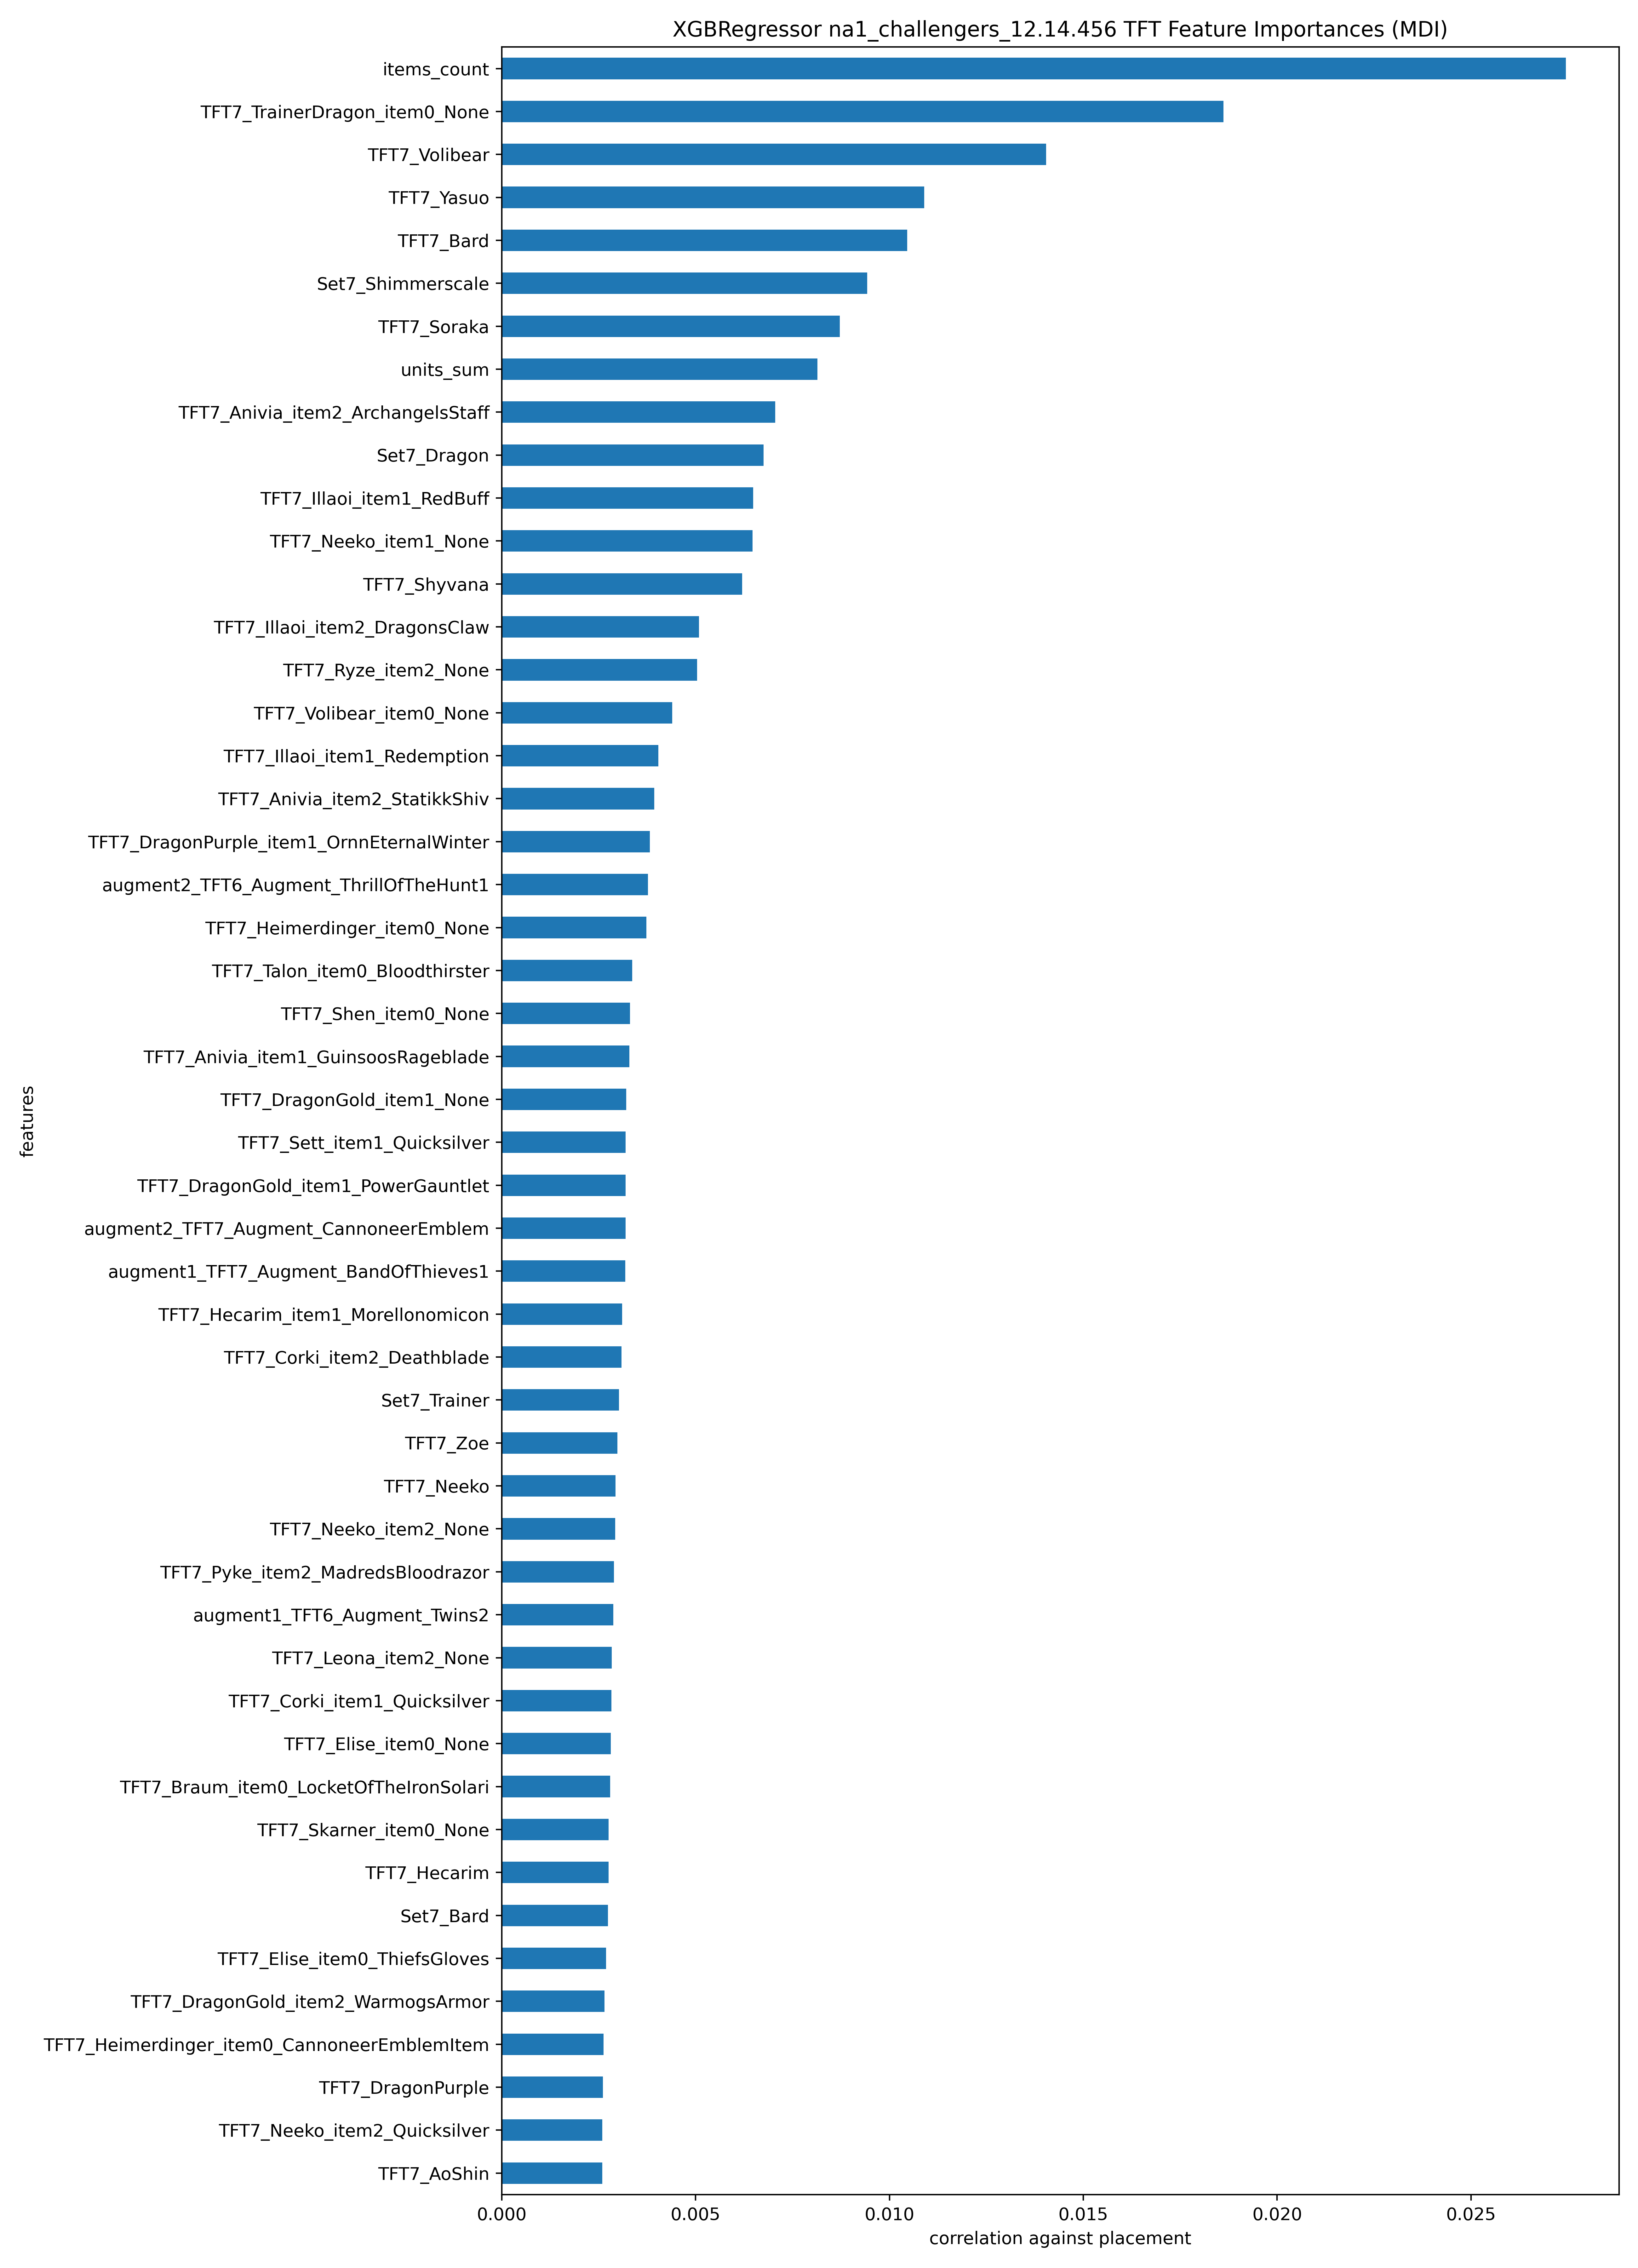 XGBRegressor na1_challengers_12.14.456 TFT Feature Importances (MDI)
items_count
TFT7_TrainerDragon_item0_None
TFT7_Volibear
TFT7_Yasuo
TFT7_Bard
Set7_Shimmerscale
TFT7_Soraka
units_sum
TFT7_Anivia_item2_ArchangelsStaff
Set7_Dragon
TFT7_Illaoi_item1_RedBuff
TFT7_Neeko_item1_None
TFT7_Shyvana
TFT7_Illaoi_item2_DragonsClaw
TFT7_Ryze_item2_None
TFT7_Volibear_item0_None
TFT7_Illaoi_item1_Redemption
TFT7_Anivia_item2_StatikkShiv
TFT7_DragonPurple_item1_OrnnEternalWinter
augment2_TFT6_Augment_ThrillOfTheHunt1
TFT7_Heimerdinger_item0_None
TFT7_Talon_item0_Bloodthirster
TFT7_Shen_item0_None
TFT7_Anivia_item1_GuinsoosRageblade
TFT7_DragonGold_item1_None
TFT7_Sett_item1_Quicksilver
TFT7_DragonGold_item1_PowerGauntlet
augment2_TFT7_Augment_CannoneerEmblem
augment1_TFT7_Augment_BandOfThieves1
TFT7_Hecarim_item1_Morellonomicon
TFT7_Corki_item2_Deathblade
Set7_Trainer
TFT7_Zoe
TFT7_Neeko
TFT7_Neeko_item2_None
TFT7_Pyke_item2_MadredsBloodrazor
augment1_TFT6_Augment_Twins2
TFT7_Leona_item2_None
TFT7_Corki_item1_Quicksilver
TFT7_Elise_item0_None
TFT7_Braum_item0_LocketOfTheIronSolari
TFT7_Skarner_item0_None
TFT7_Hecarim
Set7_Bard
TFT7_Elise_item0_ThiefsGloves
TFT7_DragonGold_item2_WarmogsArmor
TFT7_Heimerdinger_item0_CannoneerEmblemItem
TFT7_DragonPurple
TFT7_Neeko_item2_Quicksilver
TFT7_AoShin
features
0.000 0.005 0.010 0.015 0.020 0.025
correlation against placement